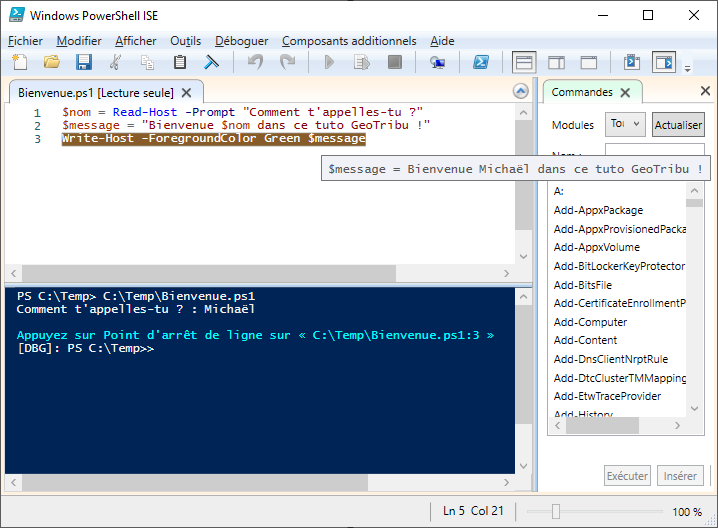 Windows PowerShell ISE
Fichier Modifier Afficher Outils Déboguer Composants additionnels Aide
Bienvenue.ps1 [Lecture seule]
1 $nom = Read-Host -Prompt "Comment t'appelles-tu ?"
2 $message = "Bienvenue $nom dans ce tuto GeoTribu !"
3 Write-Host -ForegroundColor Green $message
$message = Bienvenue Michaël dans ce tuto GeoTribu !
PS C:\Temp> C:\Temp\Bienvenue.ps1
Comment t'appelles-tu ? : Michaël
Appuyez sur Point d'arrêt de ligne sur « C:\Temp\Bienvenue.ps1:3 »
[DBG]: PS C:\Temp>>
Commandes
Modules Actualiser
A:
Add-AppxPackage
Add-AppxProvisionedPacka
Add-AppxVolume
Add-BitLockerKeyProtector
Add-BitsFile
Add-CertificateEnrollmentP
Add-Computer
Add-Content
Add-DnsClientNrptRule
Add-DtcClusterTMMapping
Add-EtwTraceProvider
Add-History
Exécuter Insérer
Ln 5 Col 21 100 %